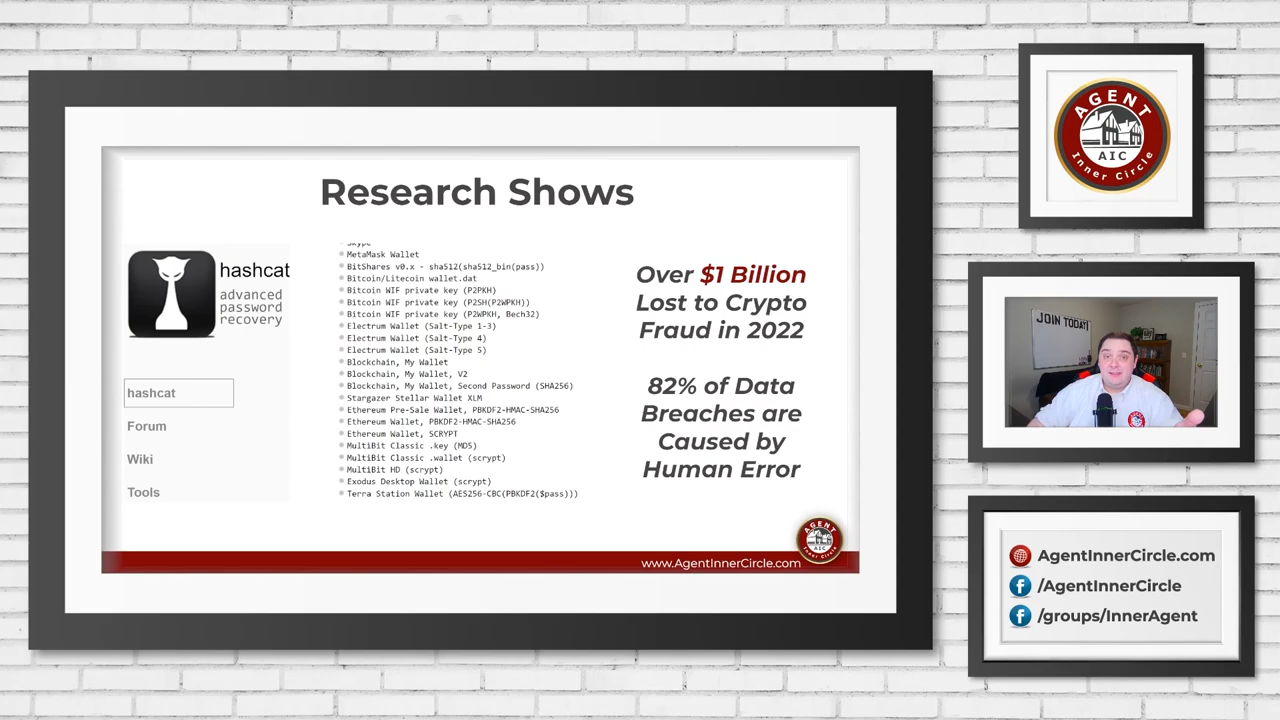 Research Shows
hashcat
advanced
password
recovery
hashcat
Forum
Wiki
Tools
Skype
MetaMask Wallet
BitShares v0.x - sha512(sha512_bin(pass))
Bitcoin/Litecoin wallet.dat
Bitcoin WIF private key (P2PKH)
Bitcoin WIF private key (P2SH(P2WPKH))
Bitcoin WIF private key (P2WPKH, Bech32)
Electrum Wallet (Salt-Type 1-3)
Electrum Wallet (Salt-Type 4)
Electrum Wallet (Salt-Type 5)
Blockchain, My Wallet
Blockchain, My Wallet, V2
Blockchain, My Wallet, Second Password (SHA256)
Stargazer Stellar Wallet XLM
Ethereum Pre-Sale Wallet, PBKDF2-HMAC-SHA256
Ethereum Wallet, PBKDF2-HMAC-SHA256
Ethereum Wallet, SCRYPT
MultiBit Classic .key (MD5)
MultiBit Classic .wallet (scrypt)
MultiBit HD (scrypt)
Exodus Desktop Wallet (scrypt)
Terra Station Wallet (AES256-CBC(PBKDF2($pass)))
Over $1 Billion
Lost to Crypto
Fraud in 2022
82% of Data
Breaches are
Caused by
Human Error
AGENT
AIC
Inner Circle
www.AgentInnerCircle.com
AGENT
AIC
Inner Circle
JOIN TODAY!
AgentInnerCircle.com
/AgentInnerCircle
/groups/InnerAgent